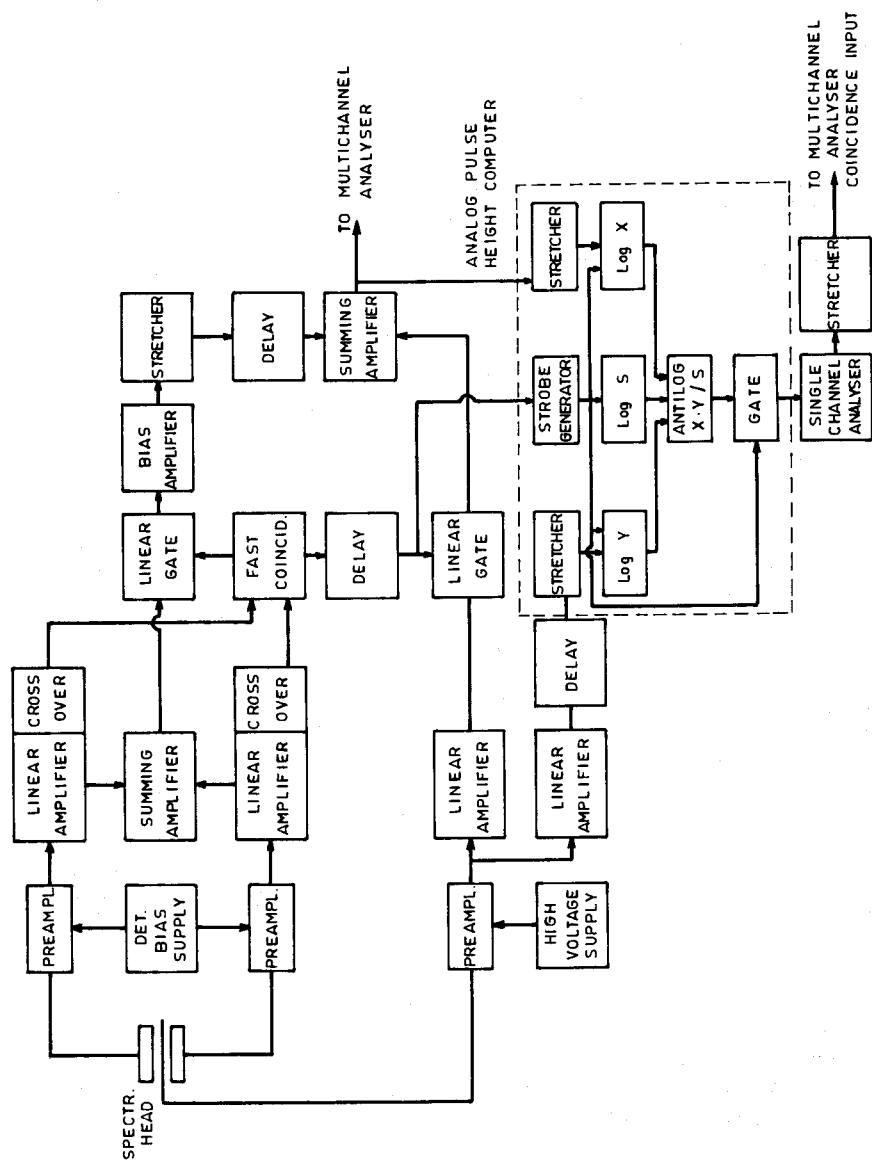 SPECTR.
HEAD
PREAMPL.
DET.
BIAS
SUPPLY
PREAMPL.
PREAMPL.
HIGH
VOLTAGE
SUPPLY
LINEAR
AMPLIFIER
CROSS
OVER
SUMMING
AMPLIFIER
LINEAR
AMPLIFIER
CROSS
OVER
LINEAR
AMPLIFIER
LINEAR
AMPLIFIER
DELAY
LINEAR
GATE
FAST
COINCID.
DELAY
LINEAR
GATE
BIAS
AMPLIFIER
STRETCHER
DELAY
SUMMING
AMPLIFIER
TO MULTICHANNEL
ANALYSER
ANALOG PULSE
HEIGHT COMPUTER
STRETCHER
STROBE
GENERATOR
STRETCHER
Log Y
Log S
Log X
ANTILOG
X·Y/S
GATE
SINGLE
CHANNEL
ANALYSER
STRETCHER
TO MULTICHANNEL
ANALYSER
COINCIDENCE INPUT